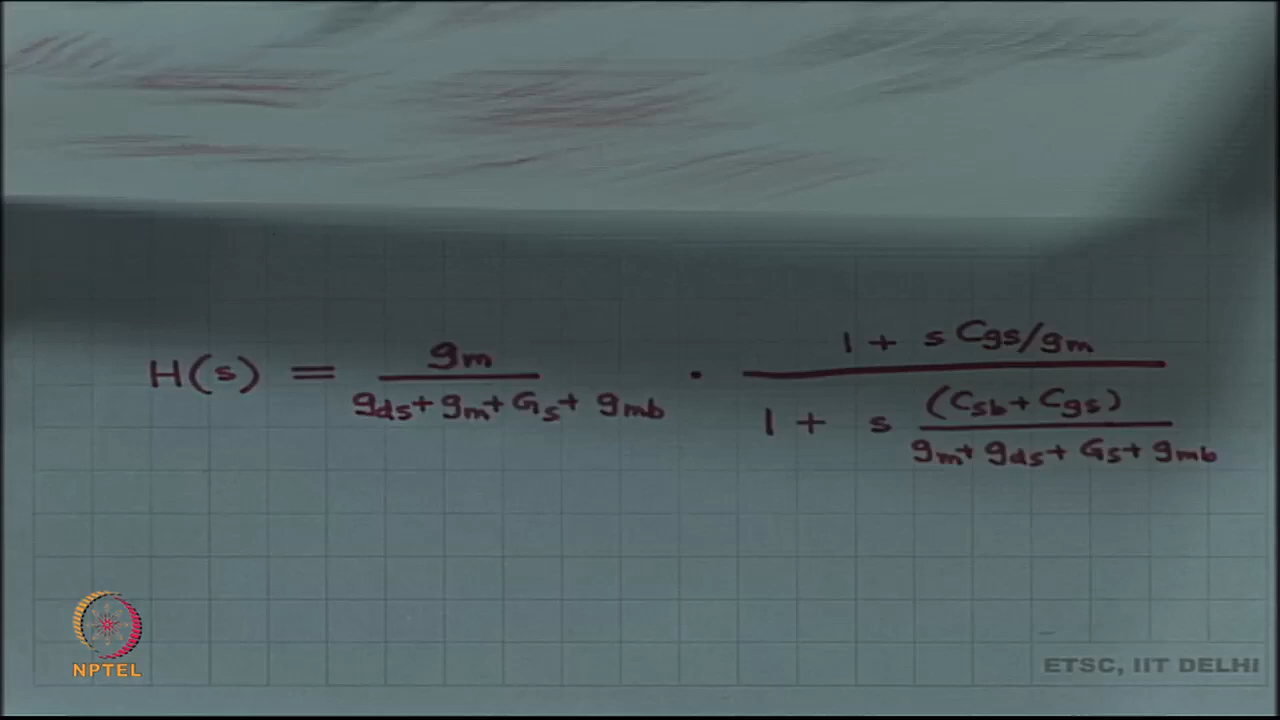 H(s) = gm / (gds + gm + Gs + gmb) · (1 + s Cgs/gm) / (1 + s (Csb + Cgs) / (gm + gds + Gs + gmb))
NPTEL
ETSC, IIT DELHI